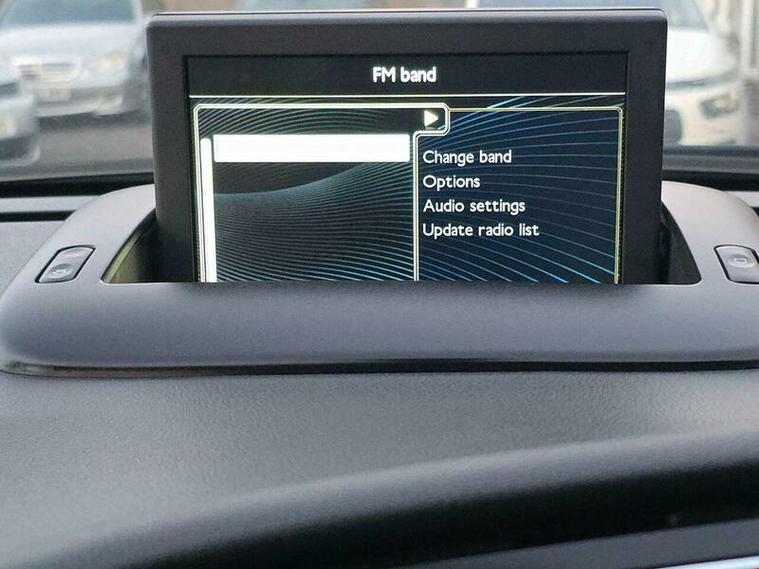 FM band
Change band
Options
Audio settings
Update radio list